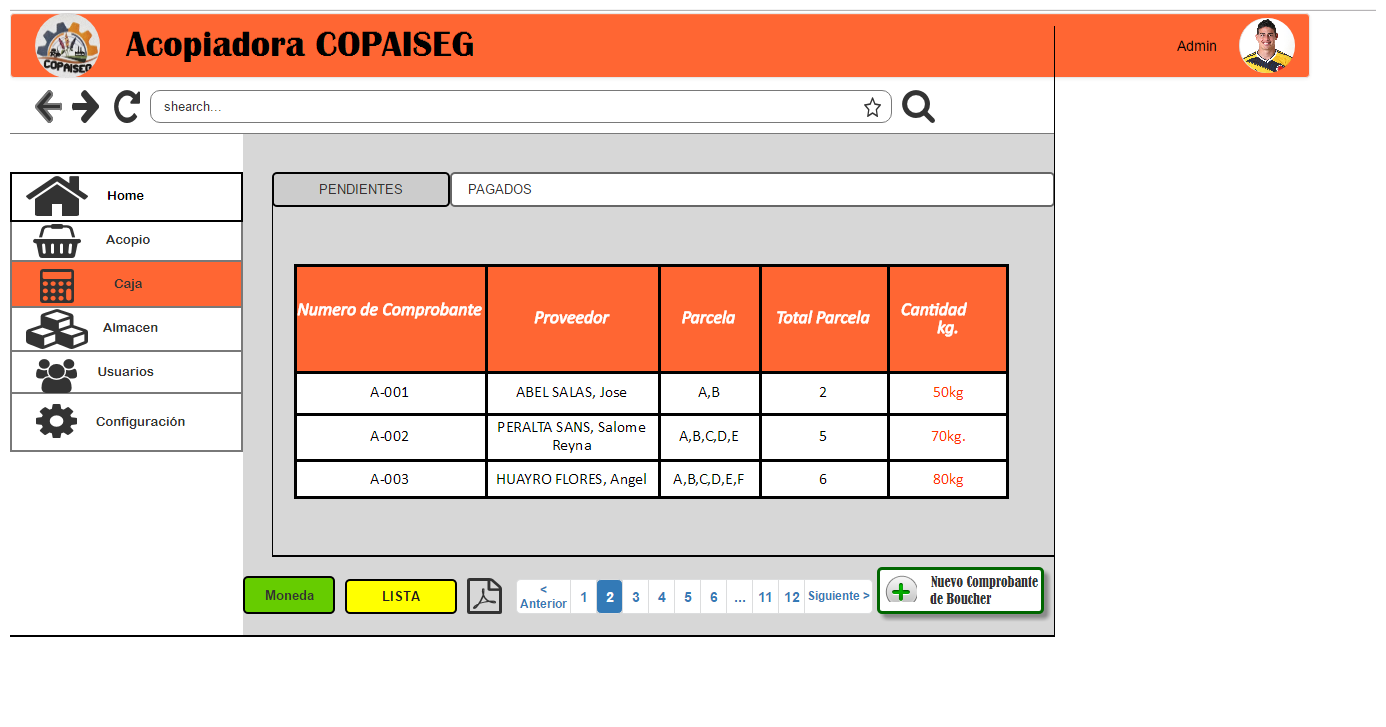 COPAISEG
Acopiadora COPAISEG
Admin
shearch...
Home
Acopio
Caja
Almacen
Usuarios
Configuración
PENDIENTES
PAGADOS
Numero de Comprobante
Proveedor
Parcela
Total Parcela
Cantidad
kg.
A-001
ABEL SALAS, Jose
A,B
2
50kg
A-002
PERALTA SANS, Salome
Reyna
A,B,C,D,E
5
70kg.
A-003
HUAYRO FLORES, Angel
A,B,C,D,E,F
6
80kg
Moneda
LISTA
<
Anterior
1
2
3
4
5
6
...
11
12
Siguiente >
Nuevo Comprobante
de Boucher